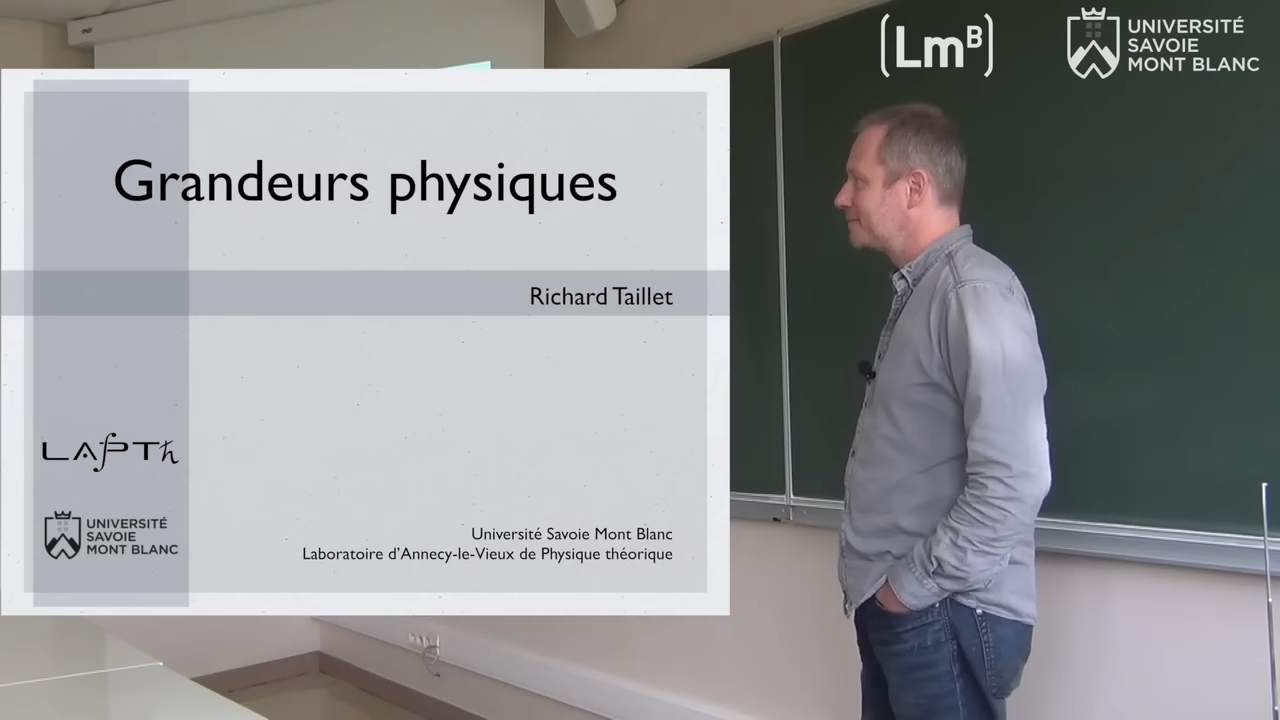 (Lmᴮ)
UNIVERSITÉ
SAVOIE
MONT BLANC
Grandeurs physiques
Richard Taillet
LAPTh
UNIVERSITÉ
SAVOIE
MONT BLANC
Université Savoie Mont Blanc
Laboratoire d'Annecy-le-Vieux de Physique théorique